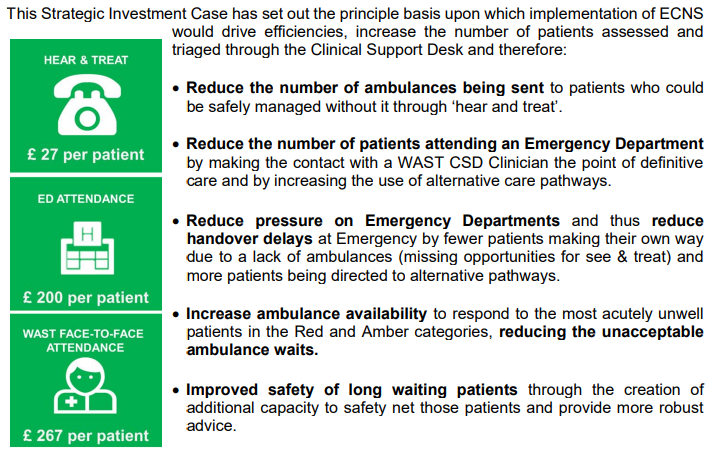 This Strategic Investment Case has set out the principle basis upon which implementation of ECNS
would drive efficiencies, increase the number of patients assessed and
triaged through the Clinical Support Desk and therefore:
HEAR & TREAT
£ 27 per patient
ED ATTENDANCE
H
£ 200 per patient
WAST FACE-TO-FACE
ATTENDANCE
£ 267 per patient
• Reduce the number of ambulances being sent to patients who could
be safely managed without it through ‘hear and treat’.
• Reduce the number of patients attending an Emergency Department
by making the contact with a WAST CSD Clinician the point of definitive
care and by increasing the use of alternative care pathways.
• Reduce pressure on Emergency Departments and thus reduce
handover delays at Emergency by fewer patients making their own way
due to a lack of ambulances (missing opportunities for see & treat) and
more patients being directed to alternative pathways.
• Increase ambulance availability to respond to the most acutely unwell
patients in the Red and Amber categories, reducing the unacceptable
ambulance waits.
• Improved safety of long waiting patients through the creation of
additional capacity to safety net those patients and provide more robust
advice.